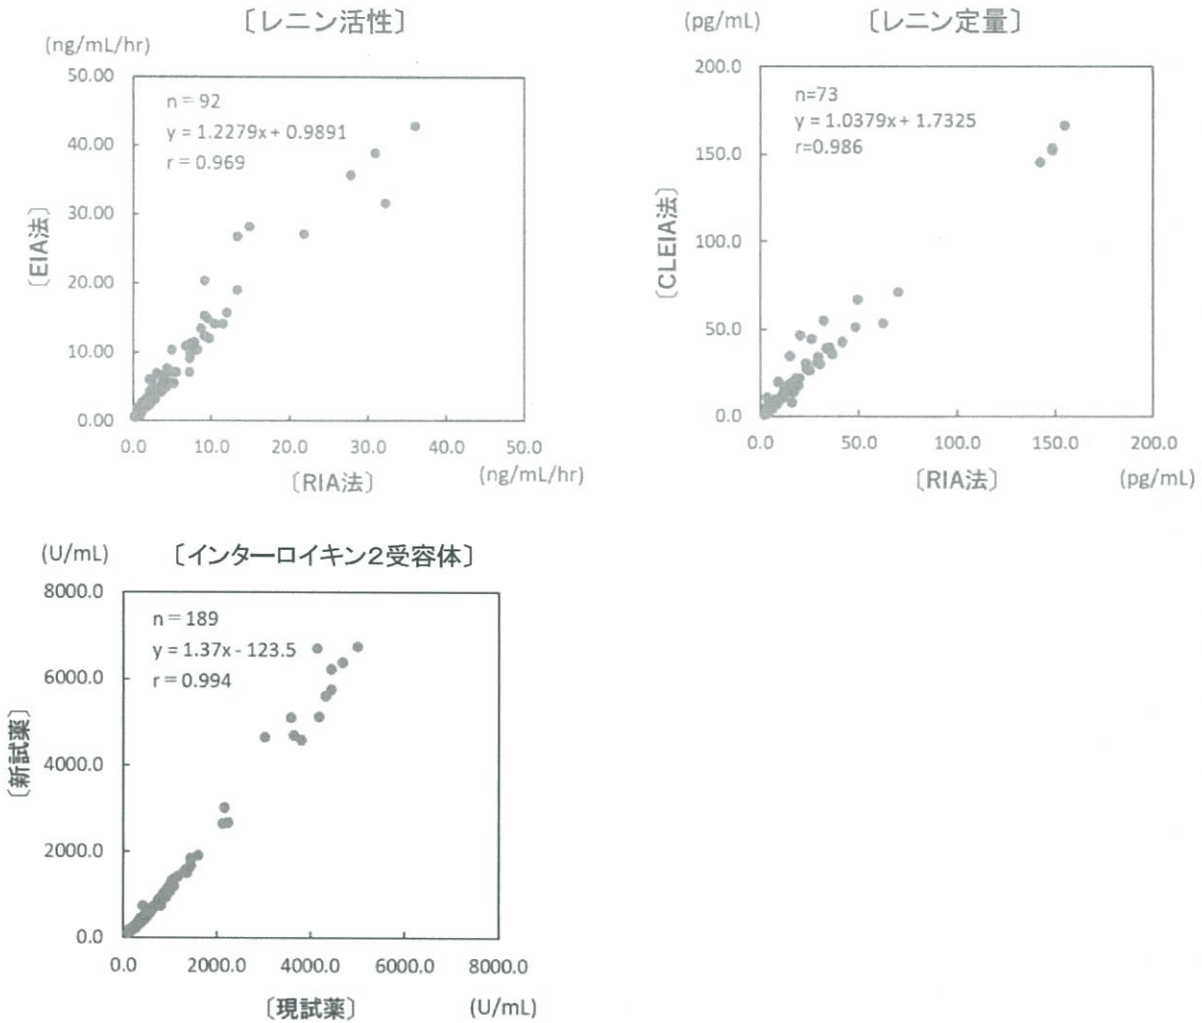 〔レニン活性〕
(ng/mL/hr)
50.00
40.00
30.00
20.00
10.00
0.00
n = 92
y = 1.2279x + 0.9891
r = 0.969
〔EIA法〕
0.0 10.0 20.0 30.0 40.0 50.0
〔RIA法〕
(ng/mL/hr)
〔レニン定量〕
(pg/mL)
200.0
150.0
100.0
50.0
0.0
n=73
y = 1.0379x + 1.7325
r=0.986
〔CLEIA法〕
0.0 50.0 100.0 150.0 200.0
〔RIA法〕
(pg/mL)
〔インターロイキン2受容体〕
(U/mL)
8000.0
6000.0
4000.0
2000.0
0.0
n = 189
y = 1.37x - 123.5
r = 0.994
〔新試薬〕
0.0 2000.0 4000.0 6000.0 8000.0
〔現試薬〕
(U/mL)